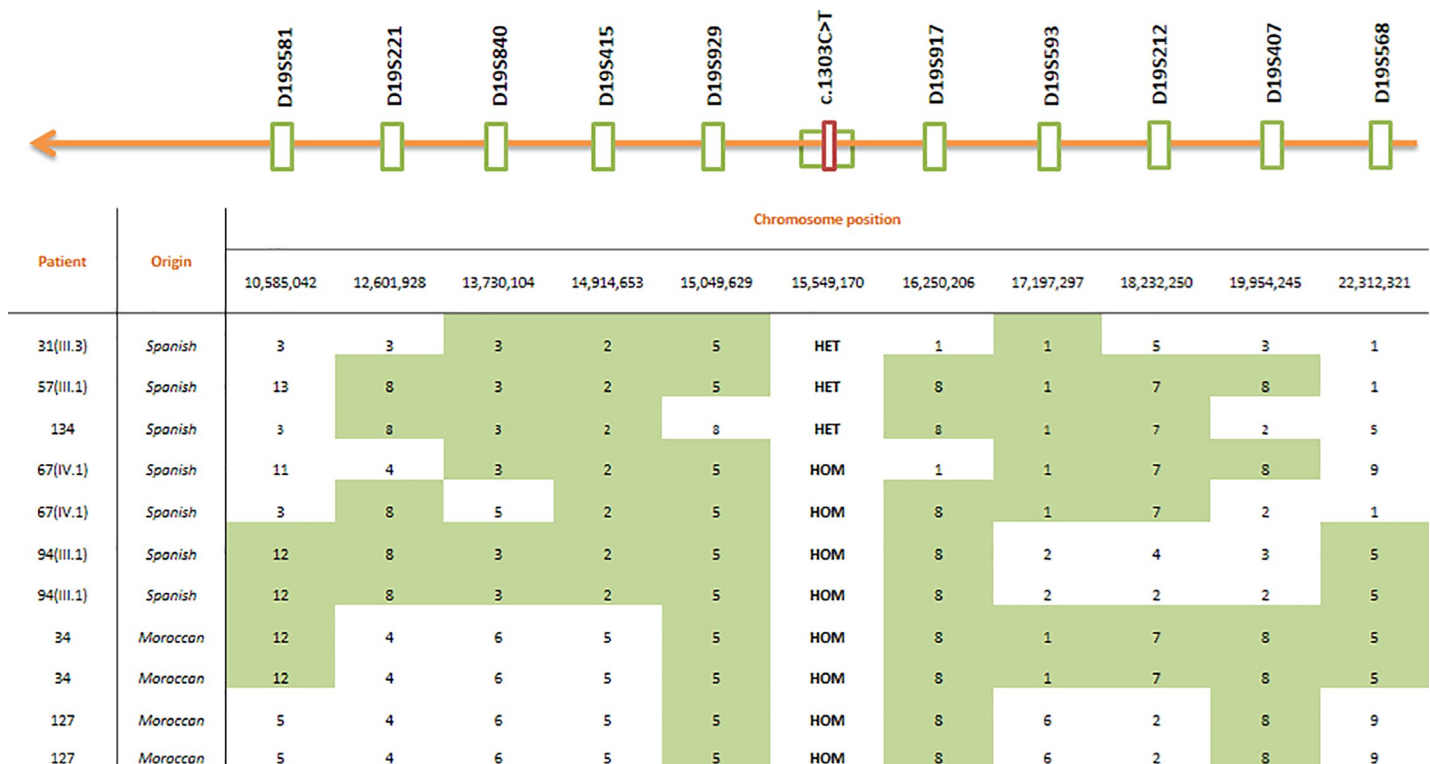 D19S581 D19S221 D19S840 D19S415 D19S929 c.1303C>T D19S917 D19S593 D19S212 D19S407 D19S568
Chromosome position
Patient Origin
10,585,042 12,601,928 13,730,104 14,914,653 15,049,629 15,549,170 16,250,206 17,197,297 18,232,250 19,954,245 22,312,321
31(III.3) Spanish 3 3 3 2 5 HET 1 1 5 3 1
57(III.1) Spanish 13 8 3 2 5 HET 8 1 7 8 1
134 Spanish 3 8 3 2 8 HET 8 1 7 2 5
67(IV.1) Spanish 11 4 3 2 5 HOM 1 1 7 8 9
67(IV.1) Spanish 3 8 5 2 5 HOM 8 1 7 2 1
94(III.1) Spanish 12 8 3 2 5 HOM 8 2 4 3 5
94(III.1) Spanish 12 8 3 2 5 HOM 8 2 2 2 5
34 Moroccan 12 4 6 5 5 HOM 8 1 7 8 5
34 Moroccan 12 4 6 5 5 HOM 8 1 7 8 5
127 Moroccan 5 4 6 5 5 HOM 8 6 2 8 9
127 Moroccan 5 4 6 5 5 HOM 8 6 2 8 9